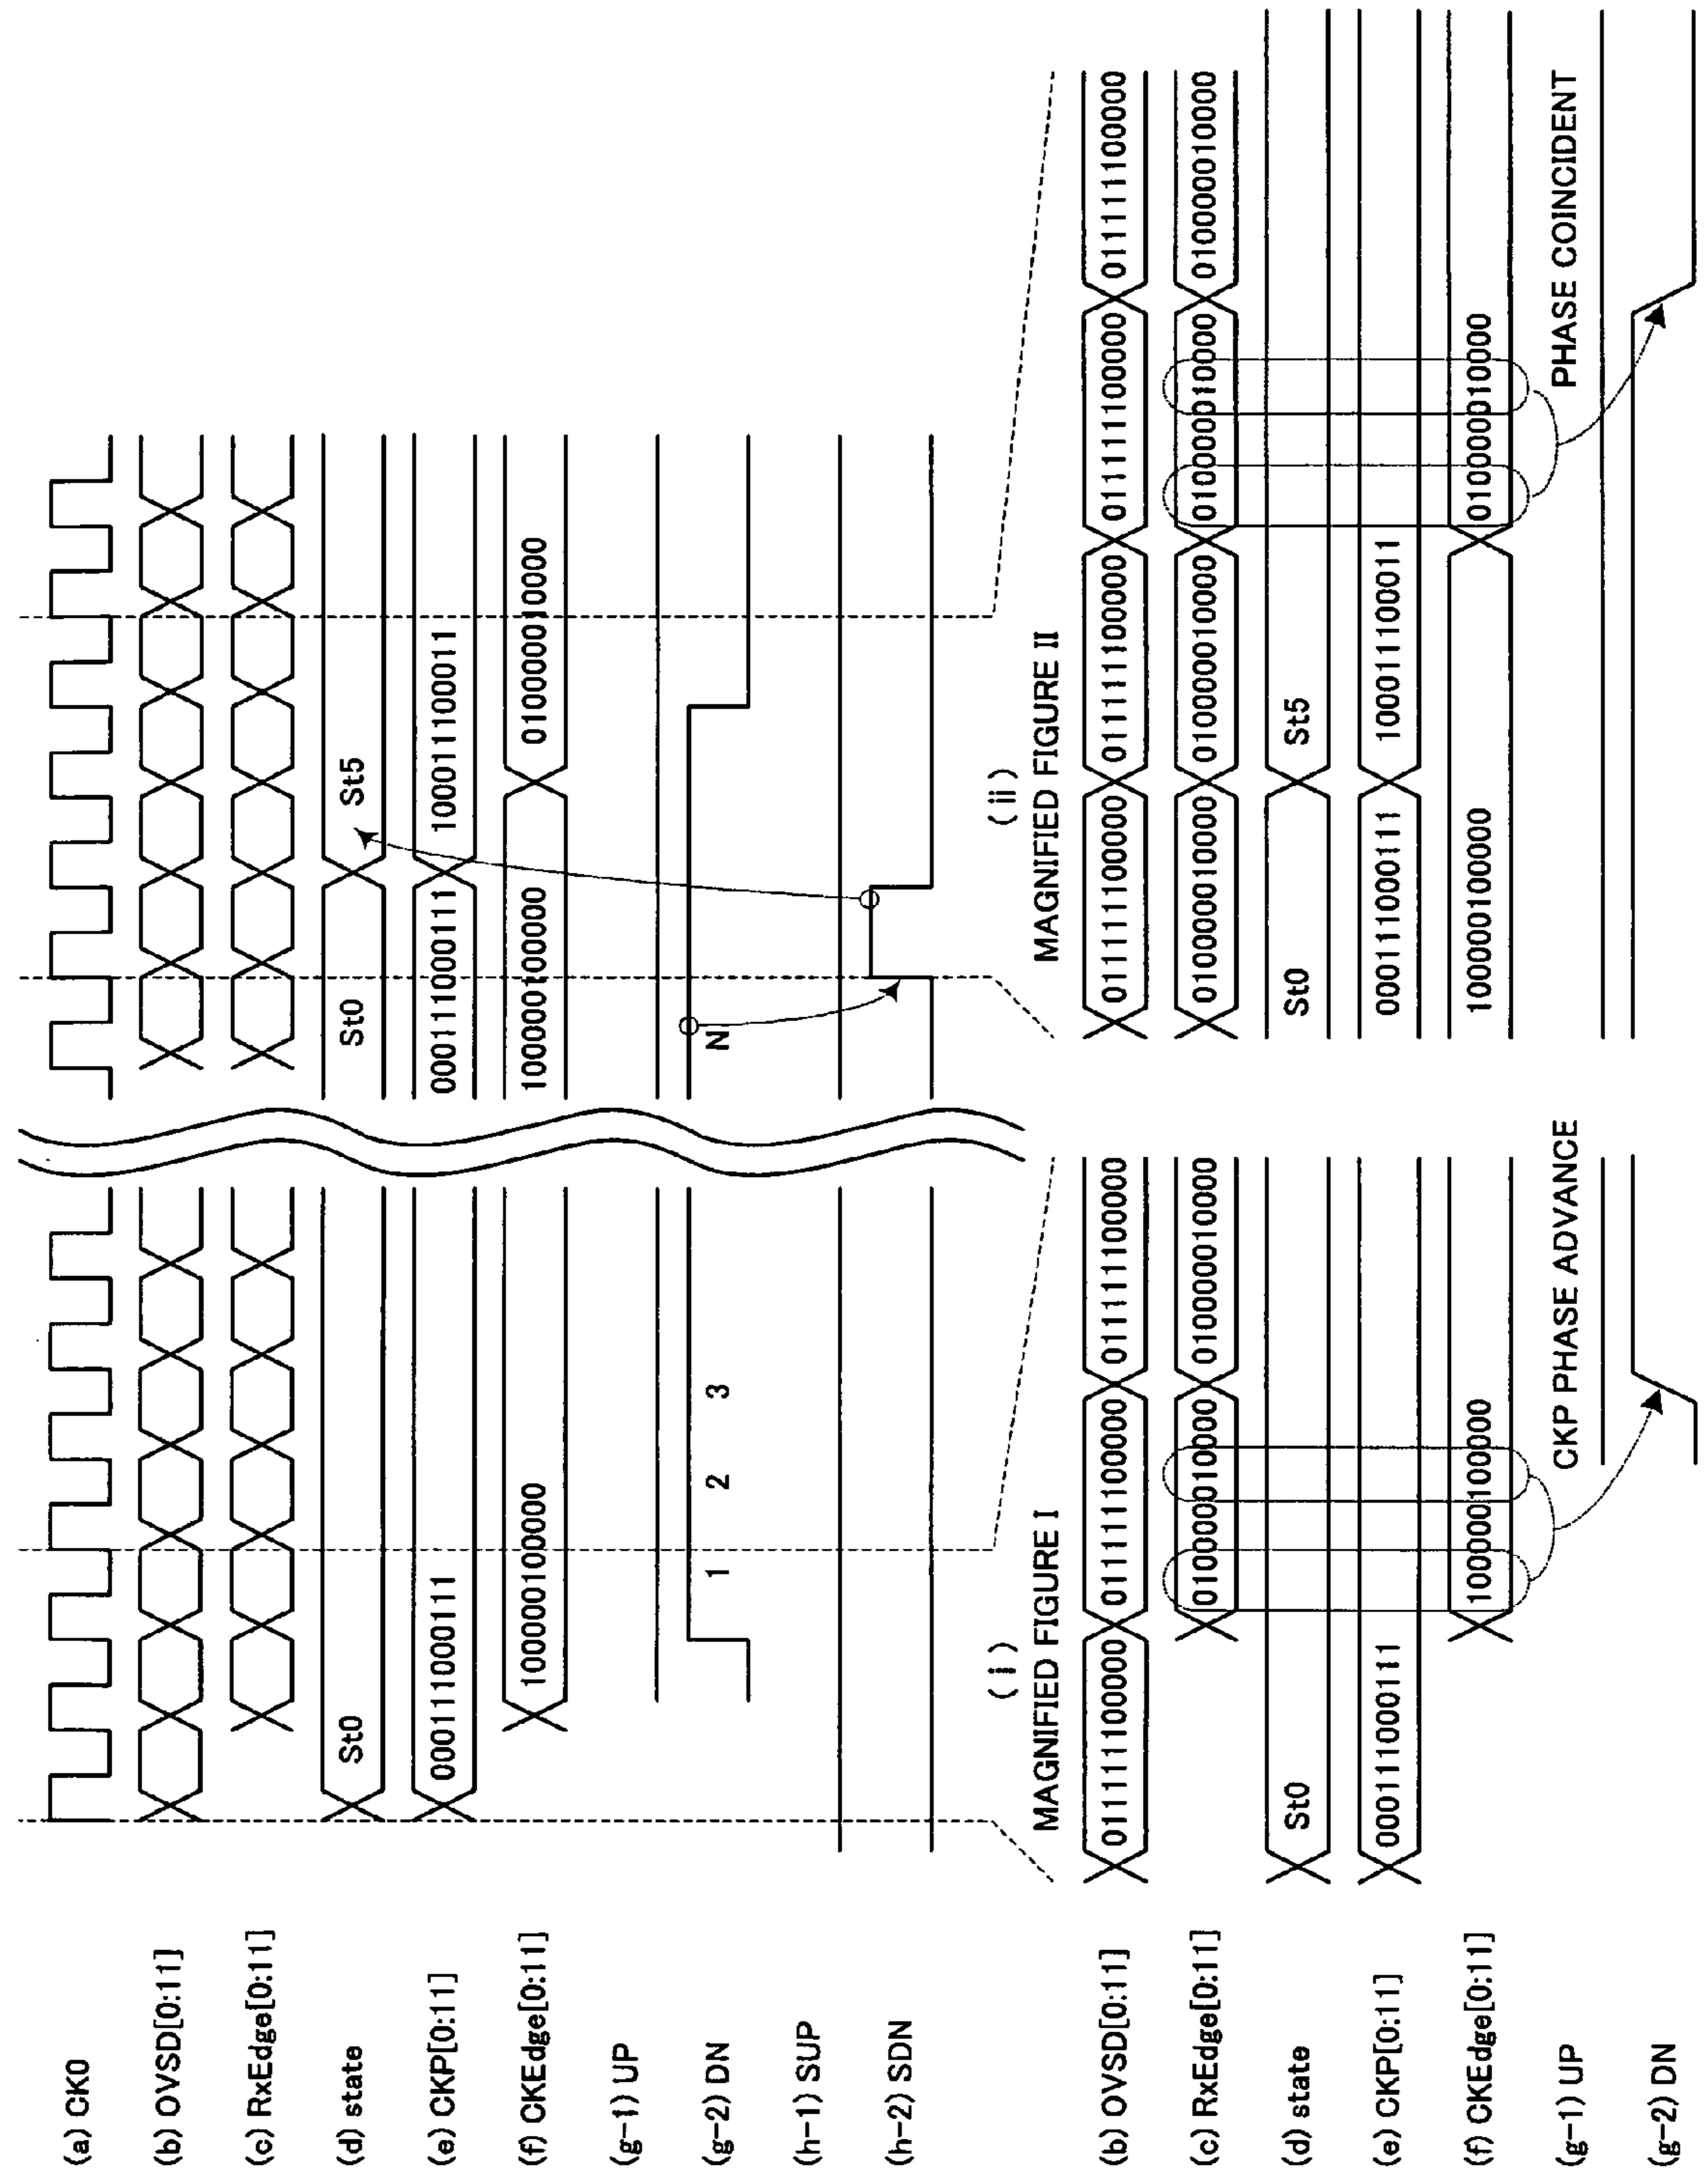 (a) CK0
(b) OVSD[0:11]
(c) RxEdge[0:11]
(d) state St0 St0 St5
(e) CKP[0:11] 000111000111 000111000111 100011100011
(f) CKEdge[0:11] 100000100000 100000100000 010000010000
(g-1) UP
(g-2) DN 1 2 3 N
(h-1) SUP
(h-2) SDN
(i) (ii)
MAGNIFIED FIGURE I MAGNIFIED FIGURE II
(b) OVSD[0:11] 011111100000 011111100000 011111100000 011111100000 011111100000 011111100000 011111100000
(c) RxEdge[0:11] 010000010000 010000010000 010000010000 010000010000 010000010000 010000010000
(d) state St0 St0 St5
(e) CKP[0:11] 000111000111 000111000111 100011100011
(f) CKEdge[0:11] 100000100000 100000100000 010000010000
(g-1) UP CKP PHASE ADVANCE PHASE COINCIDENT
(g-2) DN